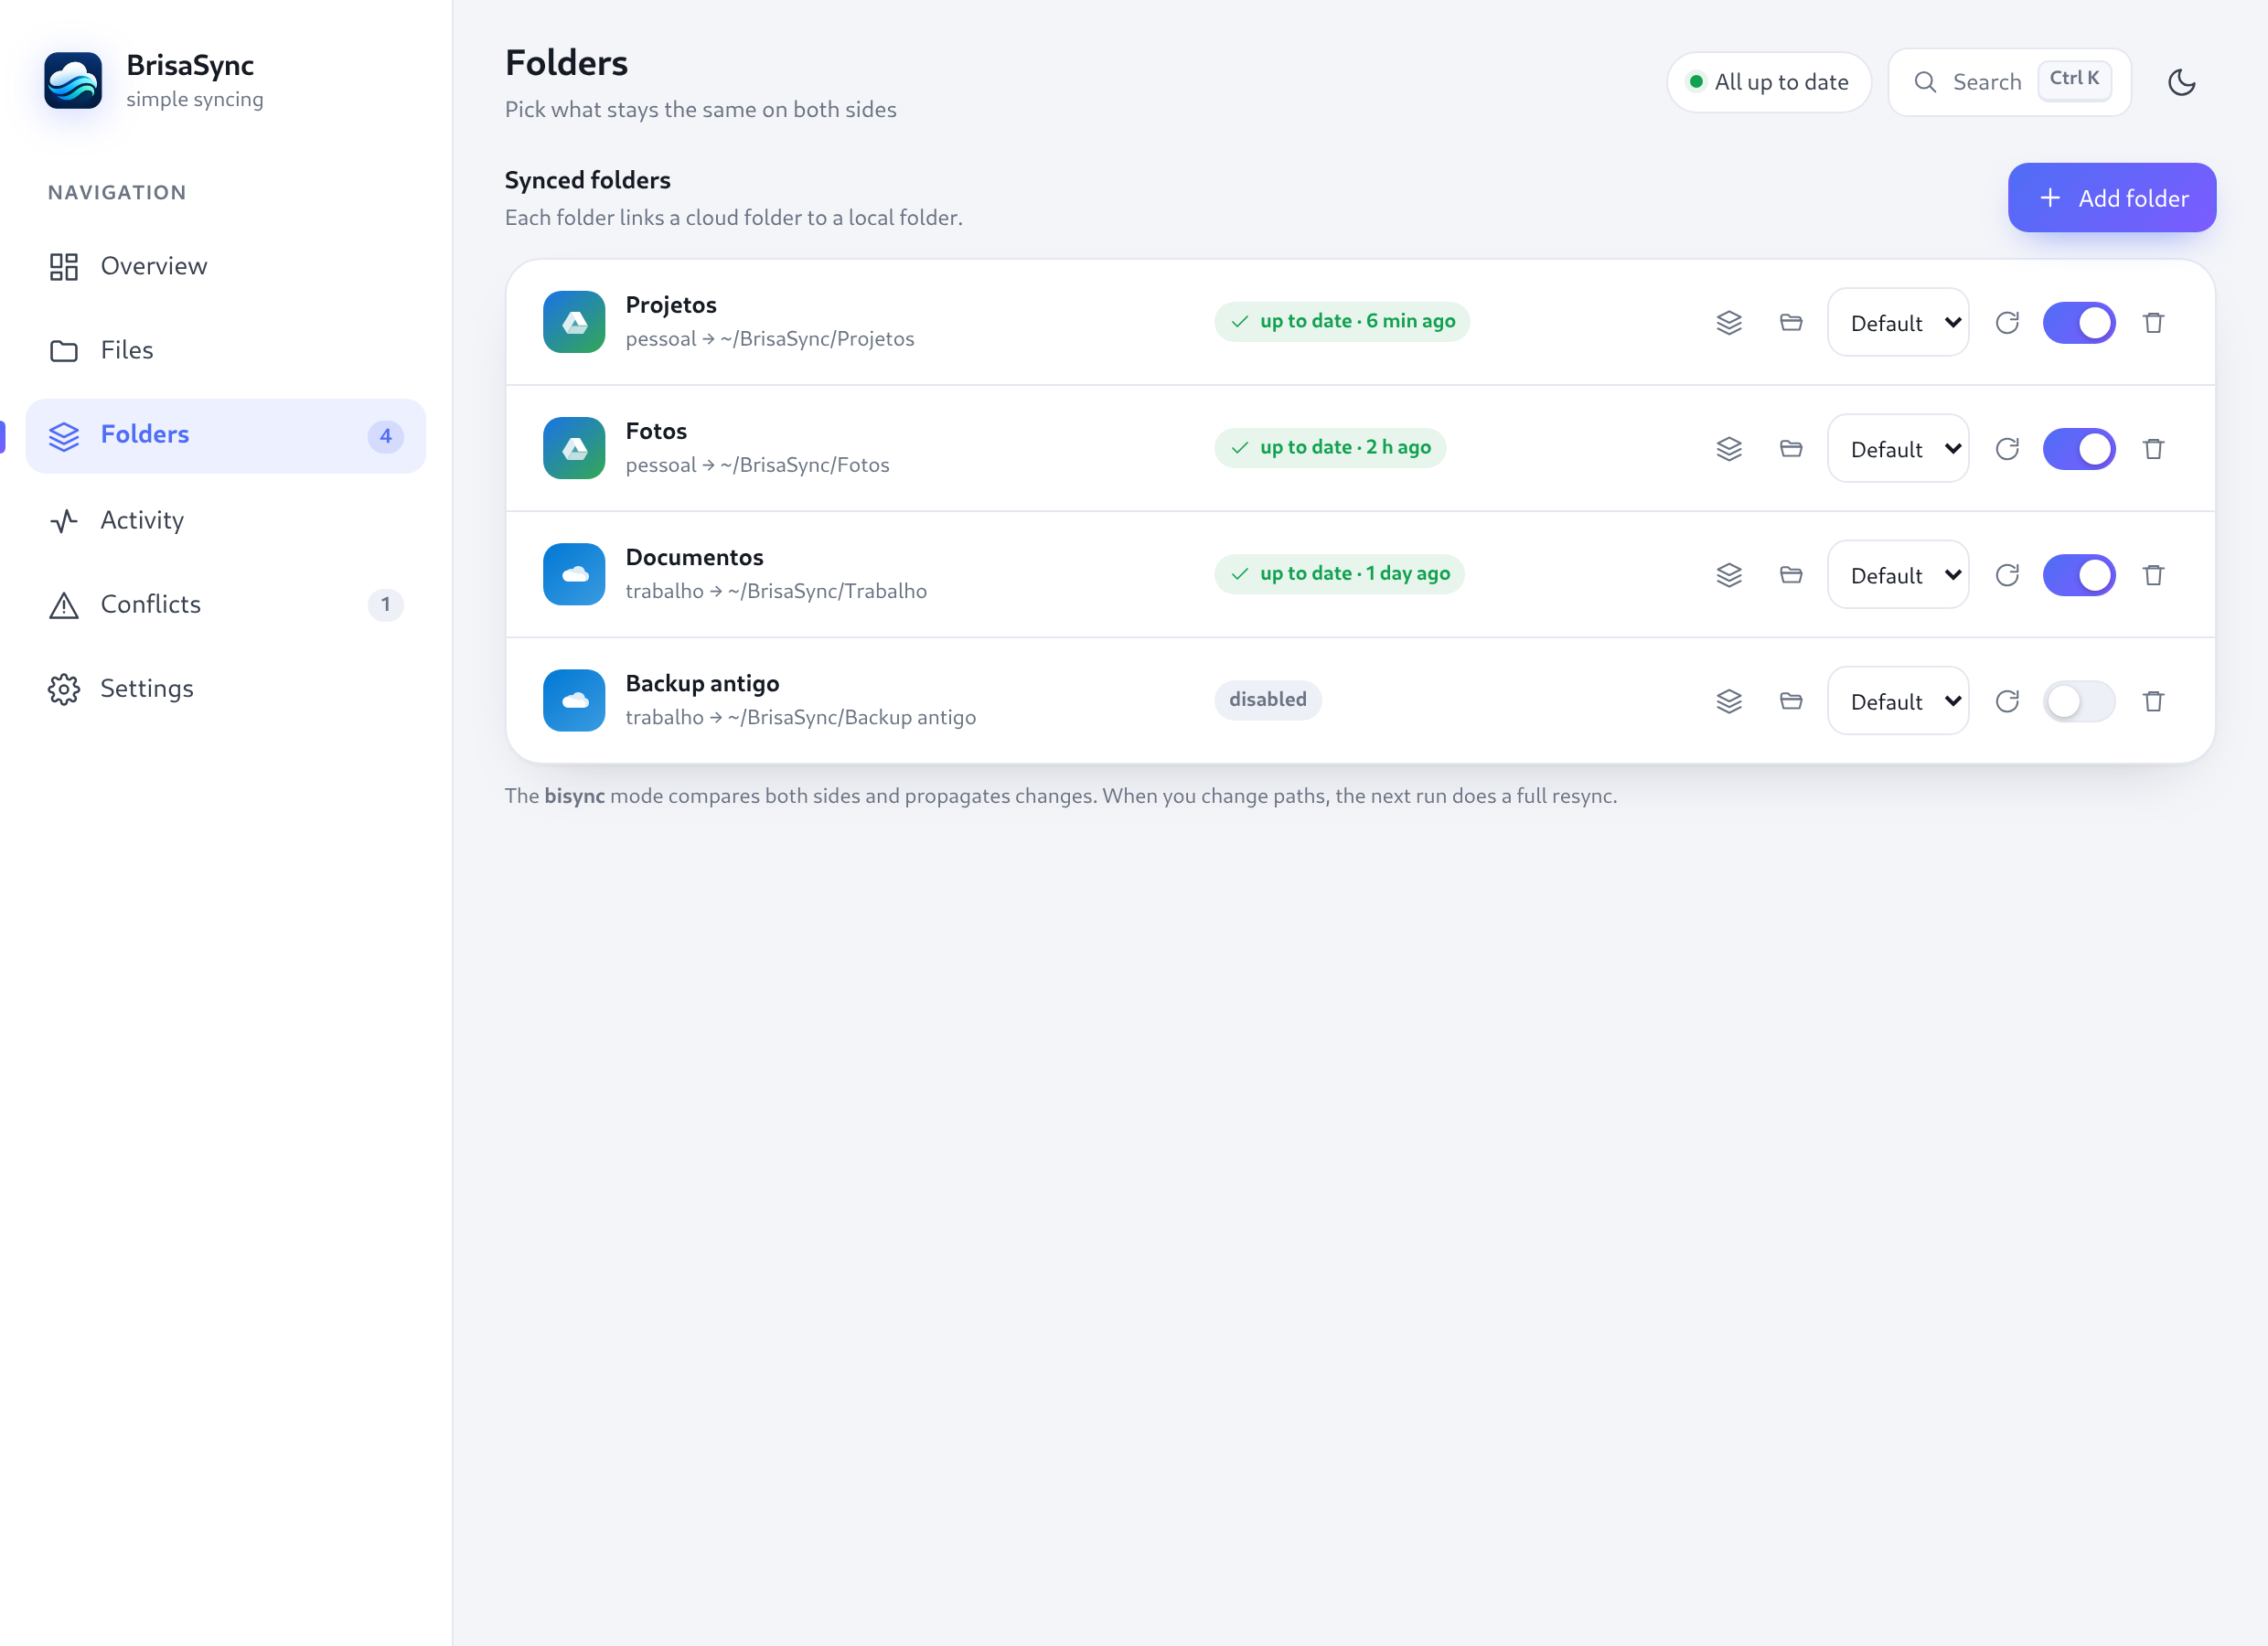 BrisaSync
simple syncing
NAVIGATION
Overview
Files
Folders 4
Activity
Conflicts 1
Settings
Folders
Pick what stays the same on both sides
All up to date
Search Ctrl K
Synced folders
Each folder links a cloud folder to a local folder.
Add folder
Projetos
pessoal → ~/BrisaSync/Projetos
up to date · 6 min ago
Default
Fotos
pessoal → ~/BrisaSync/Fotos
up to date · 2 h ago
Default
Documentos
trabalho → ~/BrisaSync/Trabalho
up to date · 1 day ago
Default
Backup antigo
trabalho → ~/BrisaSync/Backup antigo
disabled
Default
The bisync mode compares both sides and propagates changes. When you change paths, the next run does a full resync.